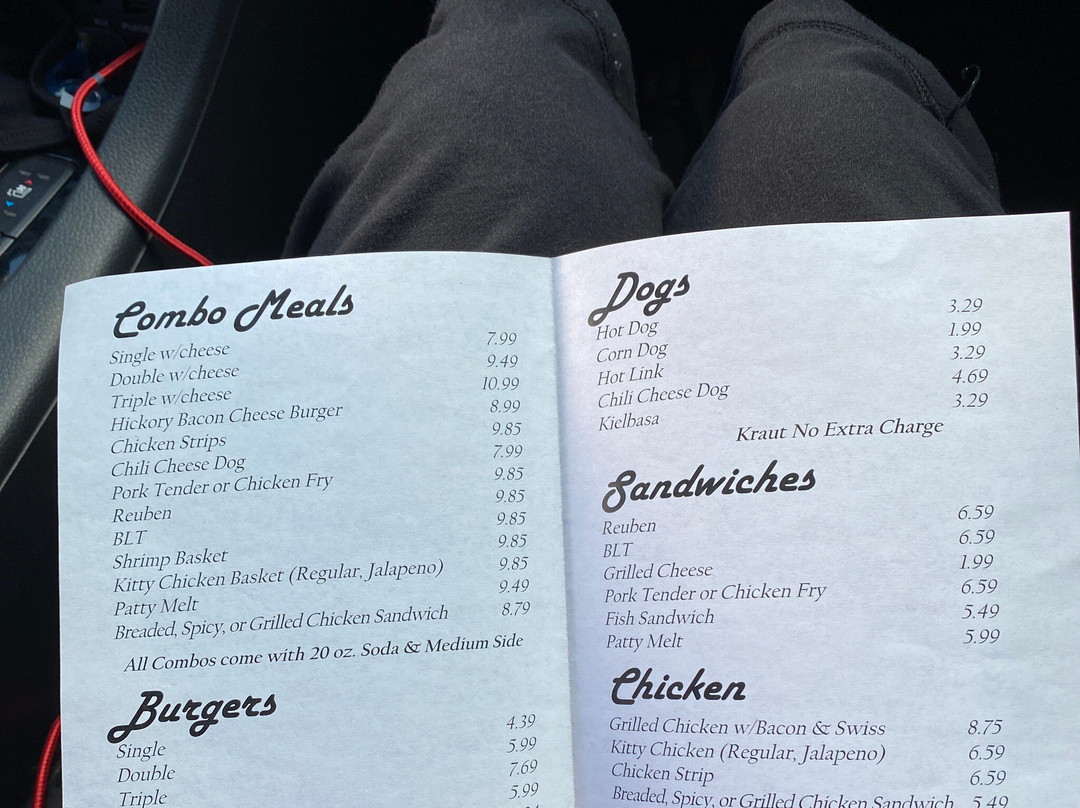 Combo Meals
Single w/cheese 7.99
Double w/cheese 9.49
Triple w/cheese 10.99
Hickory Bacon Cheese Burger 8.99
Chicken Strips 9.85
Chili Cheese Dog 7.99
Pork Tender or Chicken Fry 9.85
Reuben 9.85
BLT 9.85
Shrimp Basket 9.85
Kitty Chicken Basket (Regular, Jalapeno) 9.85
Patty Melt 9.49
Breaded, Spicy, or Grilled Chicken Sandwich 8.79
All Combos come with 20 oz. Soda & Medium Side
Burgers
Single 4.39
Double 5.99
Triple 7.69
5.99
Dogs
Hot Dog 3.29
Corn Dog 1.99
Hot Link 3.29
Chili Cheese Dog 4.69
Kielbasa 3.29
Kraut No Extra Charge
Sandwiches
Reuben 6.59
BLT 6.59
Grilled Cheese 1.99
Pork Tender or Chicken Fry 6.59
Fish Sandwich 5.49
Patty Melt 5.99
Chicken
Grilled Chicken w/Bacon & Swiss 8.75
Kitty Chicken (Regular, Jalapeno) 6.59
Chicken Strip 6.59
Breaded, Spicy, or Grilled Chicken Sandwich 5.49